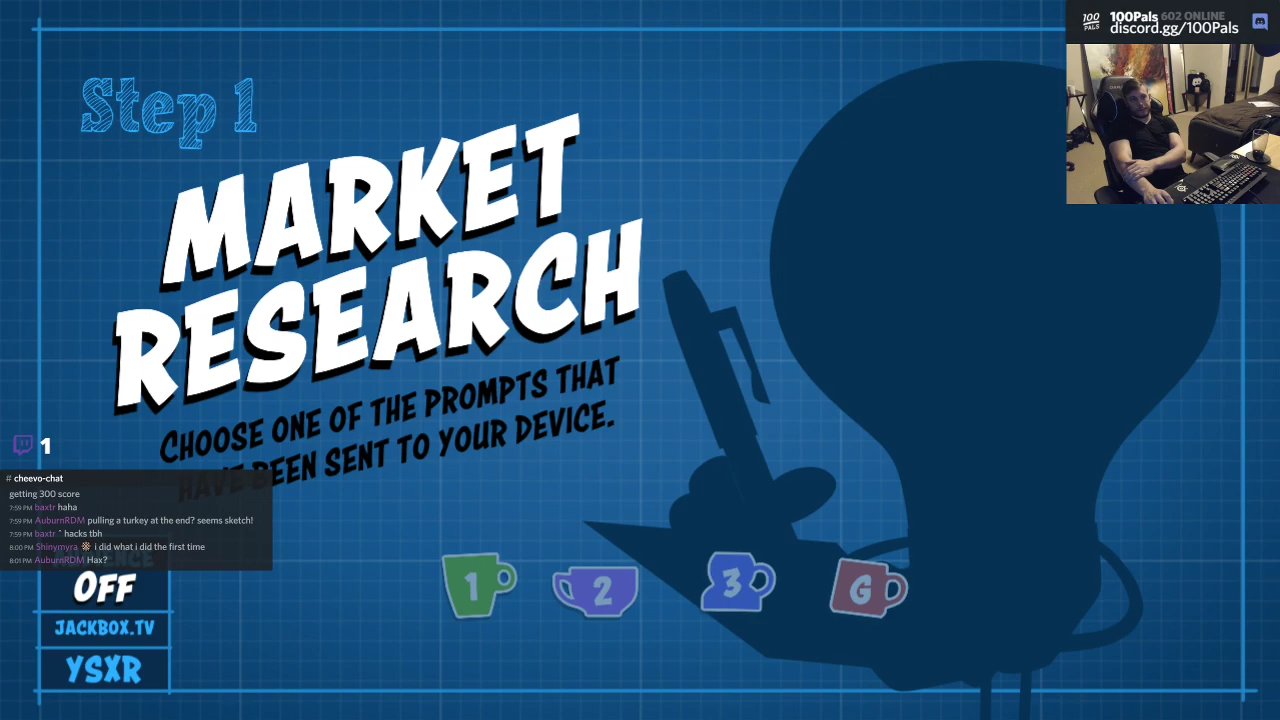 100
PALS
100Pals 602 ONLINE
discord.gg/100Pals
Step 1
MARKET
RESEARCH
CHOOSE ONE OF THE PROMPTS THAT
HAVE BEEN SENT TO YOUR DEVICE.
1
# cheevo-chat
getting 300 score
7:59 PM baxtr haha
7:59 PM AuburnRDM pulling a turkey at the end? seems sketch!
7:59 PM baxtr ^ hacks tbh
8:00 PM Shinymyra i did what i did the first time
8:01 PM AuburnRDM Hax?
1
2
3
G
OFF
JACKBOX.TV
YSXR